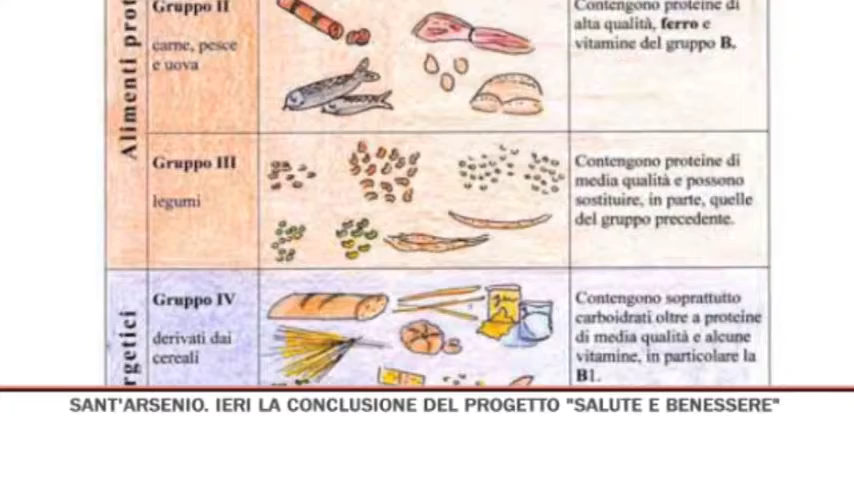 Alimenti prot
Gruppo II
carne, pesce
e uova
Contengono proteine di
alta qualità, ferro e
vitamine del gruppo B.
Gruppo III
legumi
Contengono proteine di
media qualità e possono
sostituire, in parte, quelle
del gruppo precedente.
rgetici
Gruppo IV
derivati dai
cereali
Contengono soprattutto
carboidrati oltre a proteine
di media qualità e alcune
vitamine, in particolare la
B1.
SANT'ARSENIO. IERI LA CONCLUSIONE DEL PROGETTO "SALUTE E BENESSERE"